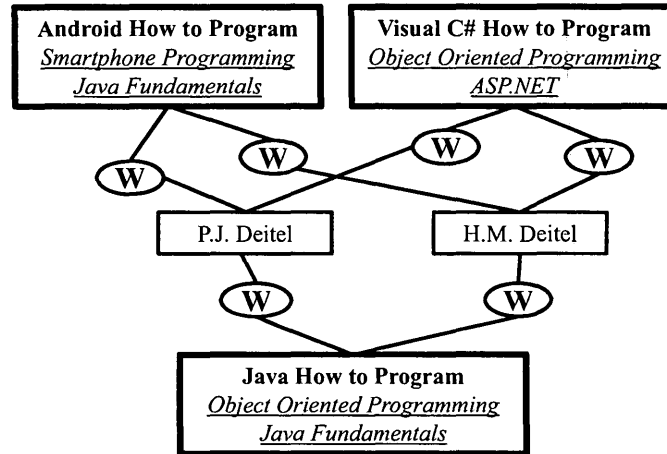 Android How to Program
Smartphone Programming
Java Fundamentals
Visual C# How to Program
Object Oriented Programming
ASP.NET
W
W
W
W
P.J. Deitel
H.M. Deitel
W
W
Java How to Program
Object Oriented Programming
Java Fundamentals